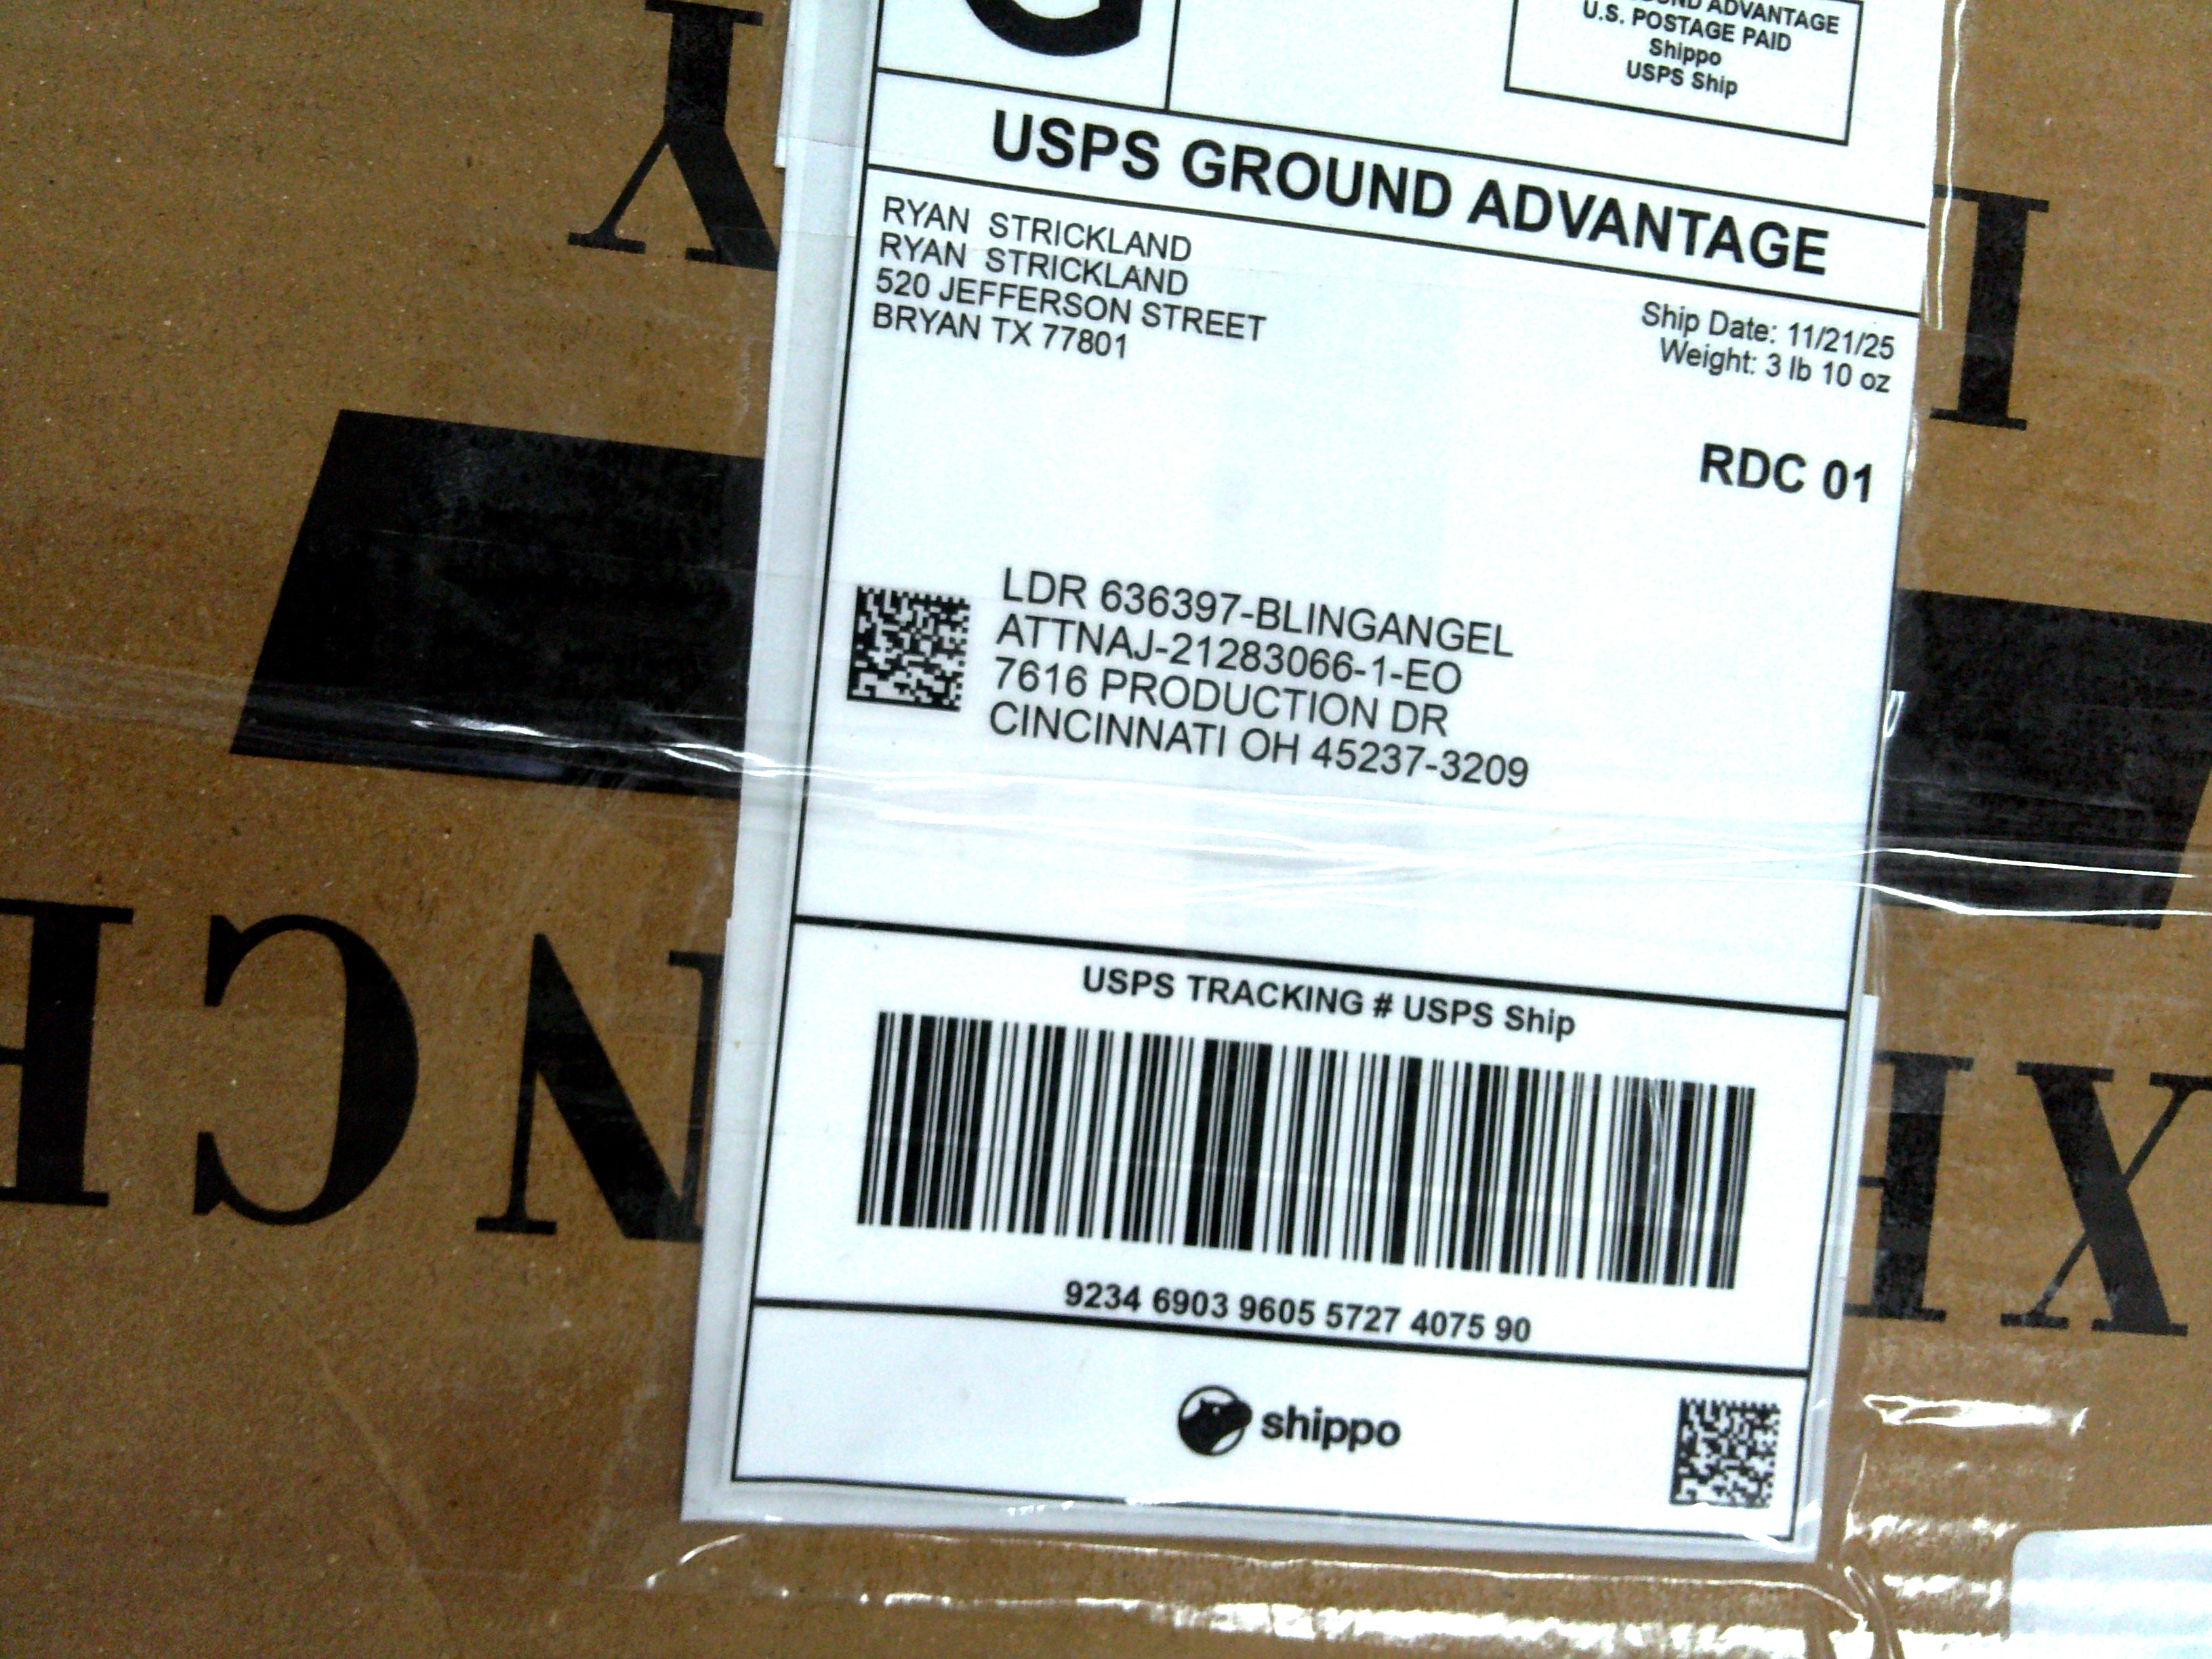 G
ADVANTAGE
U.S. POSTAGE PAID
Shippo
USPS Ship
USPS GROUND ADVANTAGE
RYAN STRICKLAND
RYAN STRICKLAND
520 JEFFERSON STREET
BRYAN TX 77801
Ship Date: 11/21/25
Weight: 3 lb 10 oz
RDC 01
LDR 636397-BLINGANGEL
ATTNAJ-21283066-1-EO
7616 PRODUCTION DR
CINCINNATI OH 45237-3209
USPS TRACKING # USPS Ship
9234 6903 9605 5727 4075 90
shippo